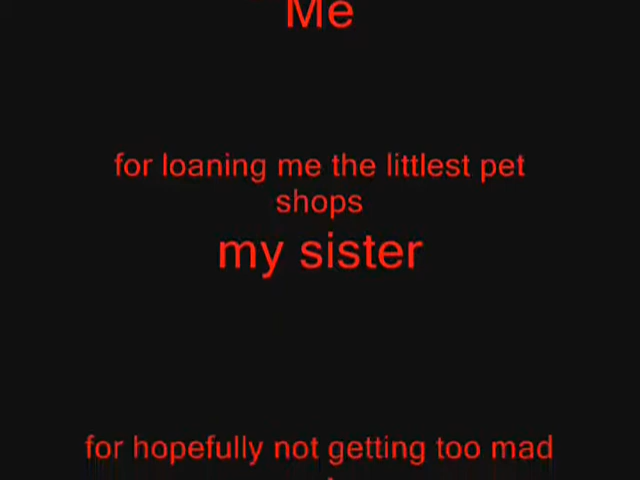 Me
for loaning me the littlest pet
shops
my sister
for hopefully not getting too mad